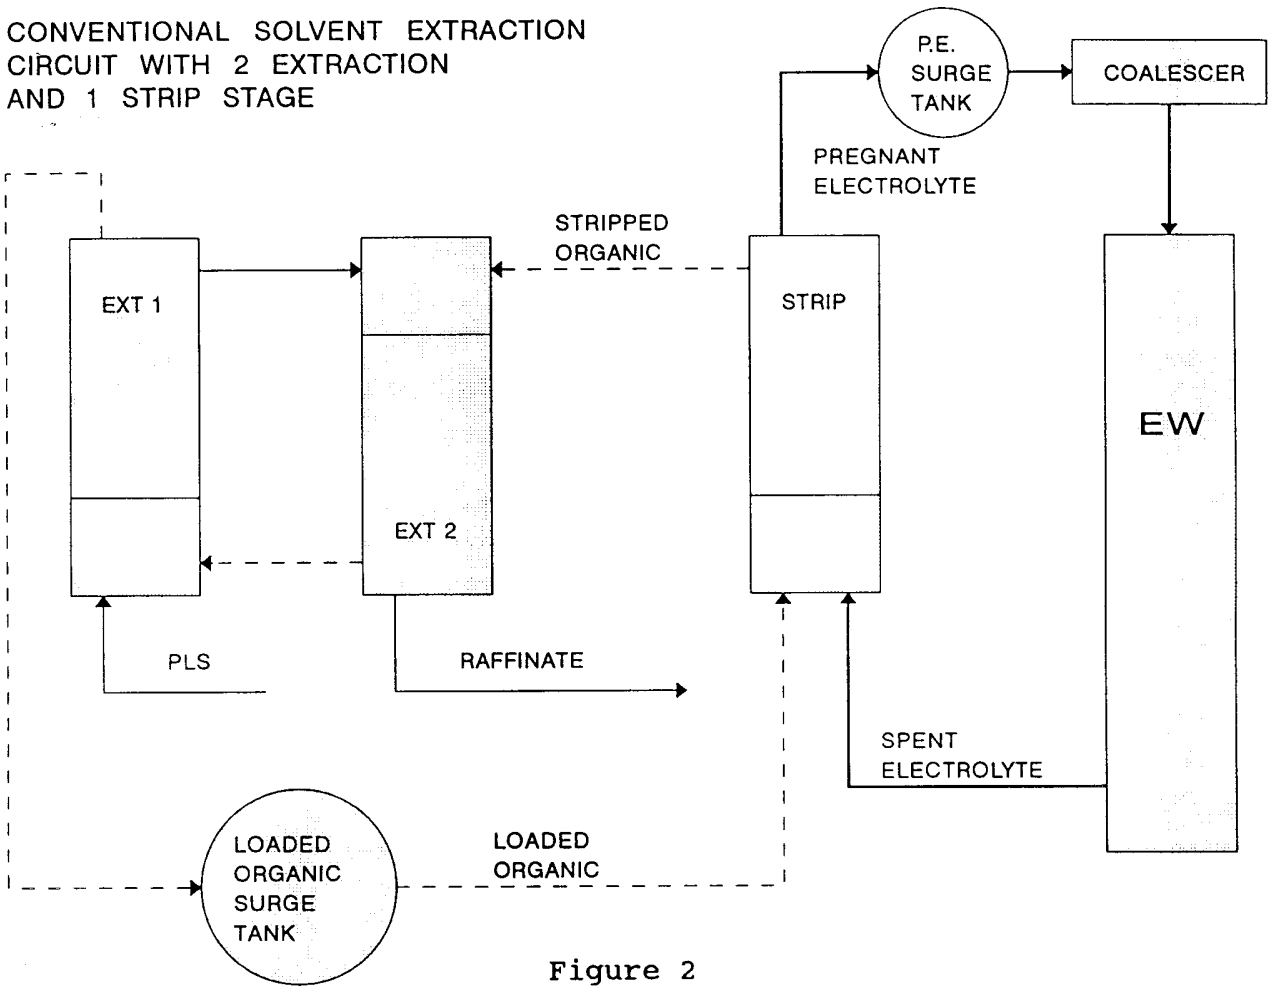 CONVENTIONAL SOLVENT EXTRACTION
CIRCUIT WITH 2 EXTRACTION
AND 1 STRIP STAGE
P.E.
SURGE
TANK
COALESCER
PREGNANT
ELECTROLYTE
STRIPPED
ORGANIC
EXT 1
STRIP
EW
EXT 2
PLS
RAFFINATE
SPENT
ELECTROLYTE
LOADED
ORGANIC
SURGE
TANK
LOADED
ORGANIC
Figure 2